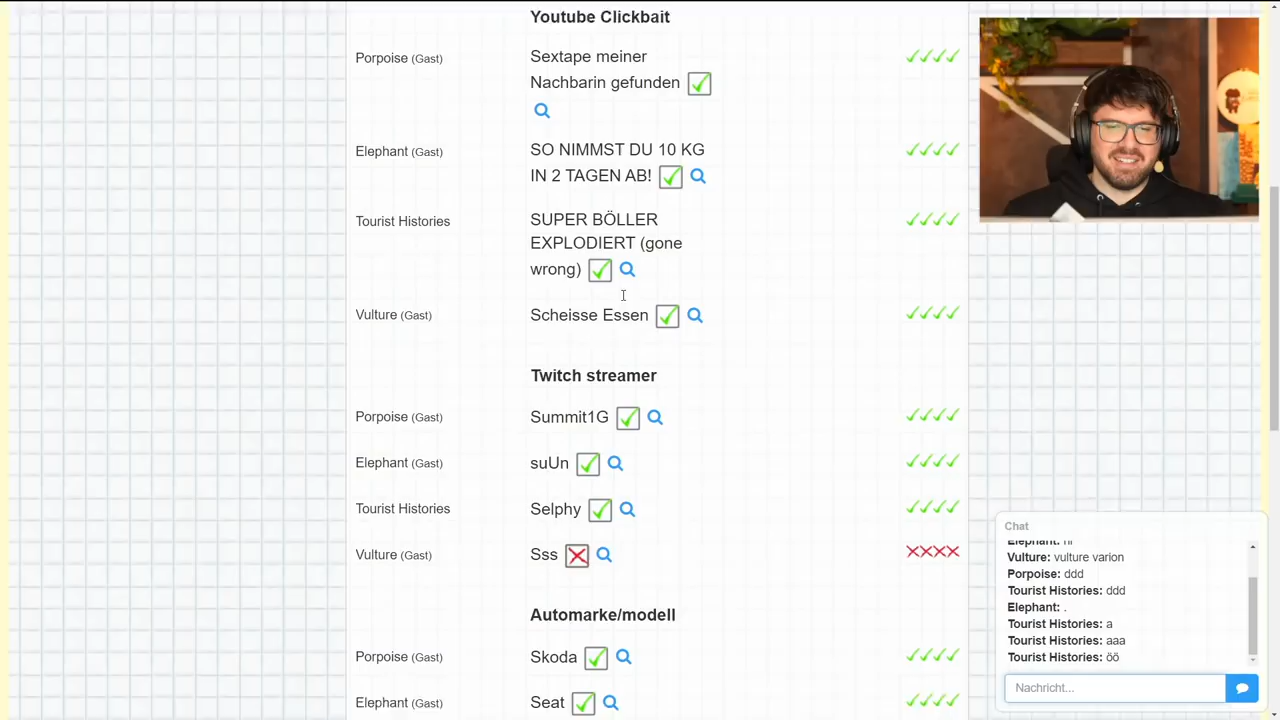 Youtube Clickbait
Porpoise (Gast)
Sextape meiner
Nachbarin gefunden
Elephant (Gast)
SO NIMMST DU 10 KG
IN 2 TAGEN AB!
Tourist Histories
SUPER BÖLLER
EXPLODIERT (gone
wrong)
Vulture (Gast)
Scheisse Essen
Twitch streamer
Porpoise (Gast)
Summit1G
Elephant (Gast)
suUn
Tourist Histories
Selphy
Vulture (Gast)
Sss
Automarke/modell
Porpoise (Gast)
Skoda
Elephant (Gast)
Seat
Chat
Elephant: hi
Vulture: vulture varion
Porpoise: ddd
Tourist Histories: ddd
Elephant: .
Tourist Histories: a
Tourist Histories: aaa
Tourist Histories: öö
Nachricht...